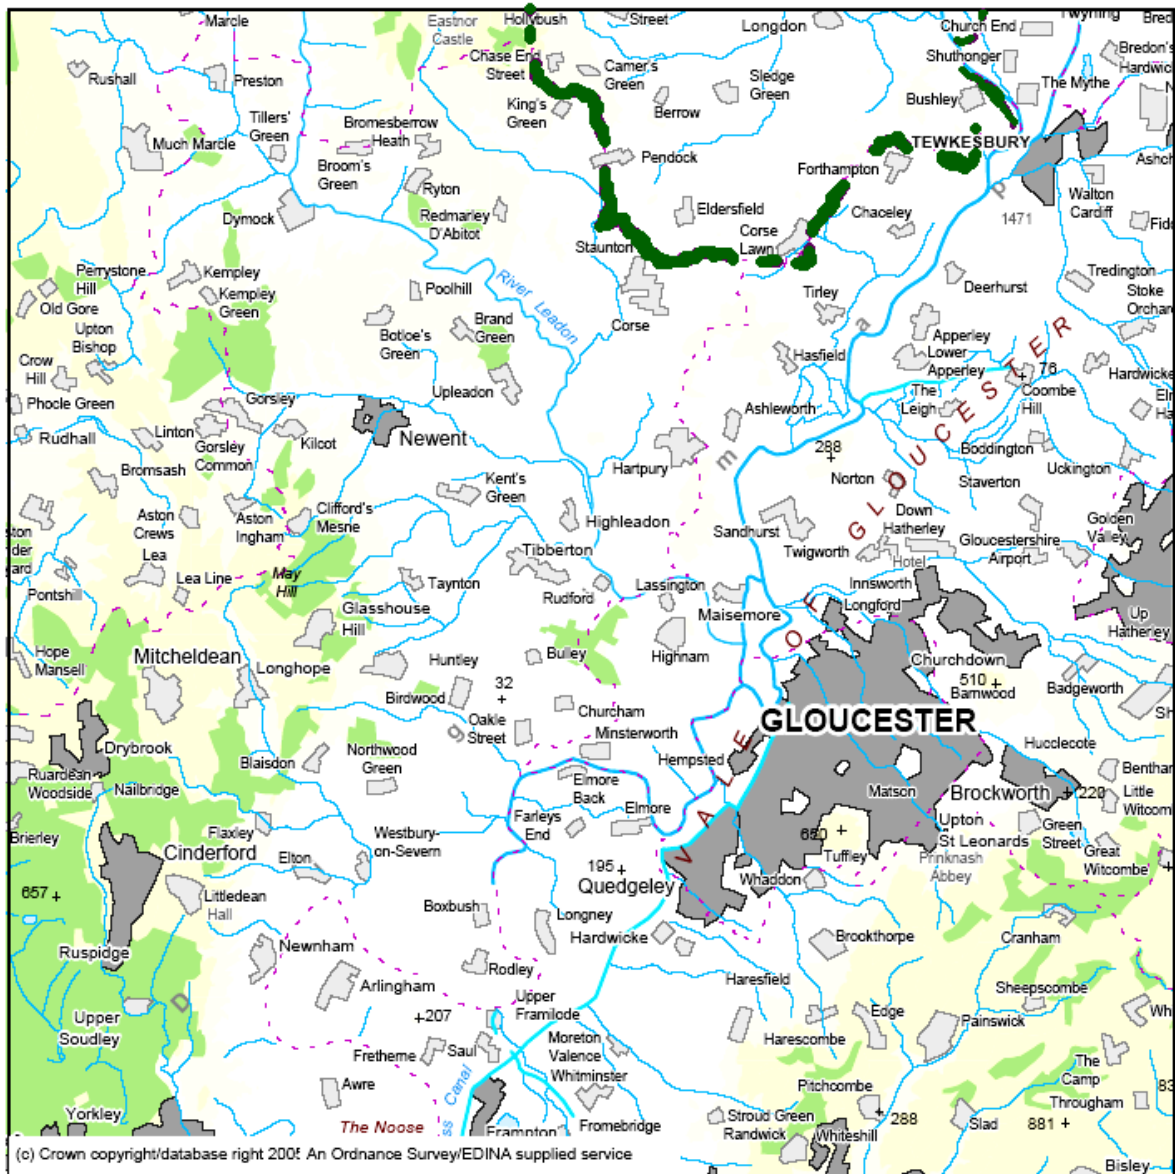 Marcle
Eastnor
Castle
Hollybush
Street
Longdon
Church End
Twyning
Rushall
Preston
Chase End
Street
Camer's
Green
Sledge
Green
Shuthonger
Bredon's
Hardwick
The Mythe
Bushley
King's
Green
Berrow
Tillers'
Green
Bromesberrow
Heath
Much Marcle
Broom's
Green
Pendock
TEWKESBURY
Forthampton
Ashch
Ryton
Walton
Cardiff
Redmarley
D'Abitot
Eldersfield
Chaceley
1471
Fidd
Dymock
Corse
Lawn
Staunton
Perrystone
Hill
Kempley
Kempley
Green
Old Gore
Poolhill
River Leadon
Tirley
Deerhurst
Tredington
Stoke
Orchard
Upton
Bishop
Botloe's
Green
Brand
Green
Corse
Apperley
Lower
Apperley
Hasfield
Crow
Hill
Upleadon
76
Coombe
Hill
Hardwicke
Phocle Green
Gorsley
Ashleworth
The
Leigh
Rudhall
Linton
Gorsley
Common
Kilcot
Newent
Hartpury
288
Boddington
Uckington
Bromsash
Kent's
Green
Norton
Staverton
Aston
Crews
Aston
Ingham
Clifford's
Mesne
Highleadon
Sandhurst
Down
Hatherley
Golden
Valley
Twigworth
Hotel
Gloucestershire
Airport
Lea
Lea Line
May
Hill
Tibberton
Taynton
Rudford
Lassington
Innsworth
Longford
Pontshill
Glasshouse
Hill
Maisemore
Up
Hatherley
Hope
Mansell
Mitcheldean
Longhope
Huntley
Bulley
Highnam
Churchdown
510
Barnwood
Badgeworth
Birdwood
32
Oakle
Street
Churcham
Minsterworth
GLOUCESTER
VALE OF GLOUCESTER
Drybrook
Blaisdon
Northwood
Green
Hempsted
Hucclecote
Bentham
Ruardean
Woodside
Nailbridge
Elmore
Back
Matson
Brockworth
220
Little
Witcomb
Brierley
Flaxley
Westbury-
on-Severn
Farleys
End
Elmore
650
Upton
St Leonards
Green
Street
Cinderford
Elton
Tuffley
Prinknash
Abbey
Great
Witcombe
657
195
Quedgeley
Whaddon
Littledean
Hall
Boxbush
Longney
Hardwicke
Brookthorpe
Cranham
Ruspidge
Newnham
Rodley
Haresfield
Arlingham
Sheepscombe
Upper
Soudley
207
Upper
Framilode
Edge
Painswick
Whi
Harescombe
Fretherne
Saul
Moreton
Valence
Whitminster
The
Camp
Awre
Canal
Pitchcombe
Througham
83
Yorkley
The Noose
Frampton
Fromebridge
Stroud Green
Randwick
288
Whiteshill
Slad
881
Bisley
(c) Crown copyright/database right 2005 An Ordnance Survey/EDINA supplied service